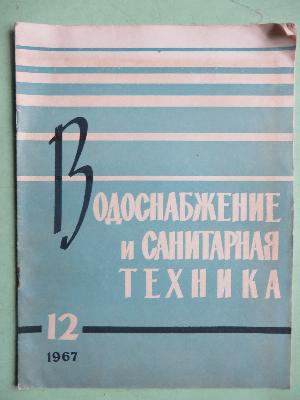 Водоснабжение
и санитарная
техника
12
1967